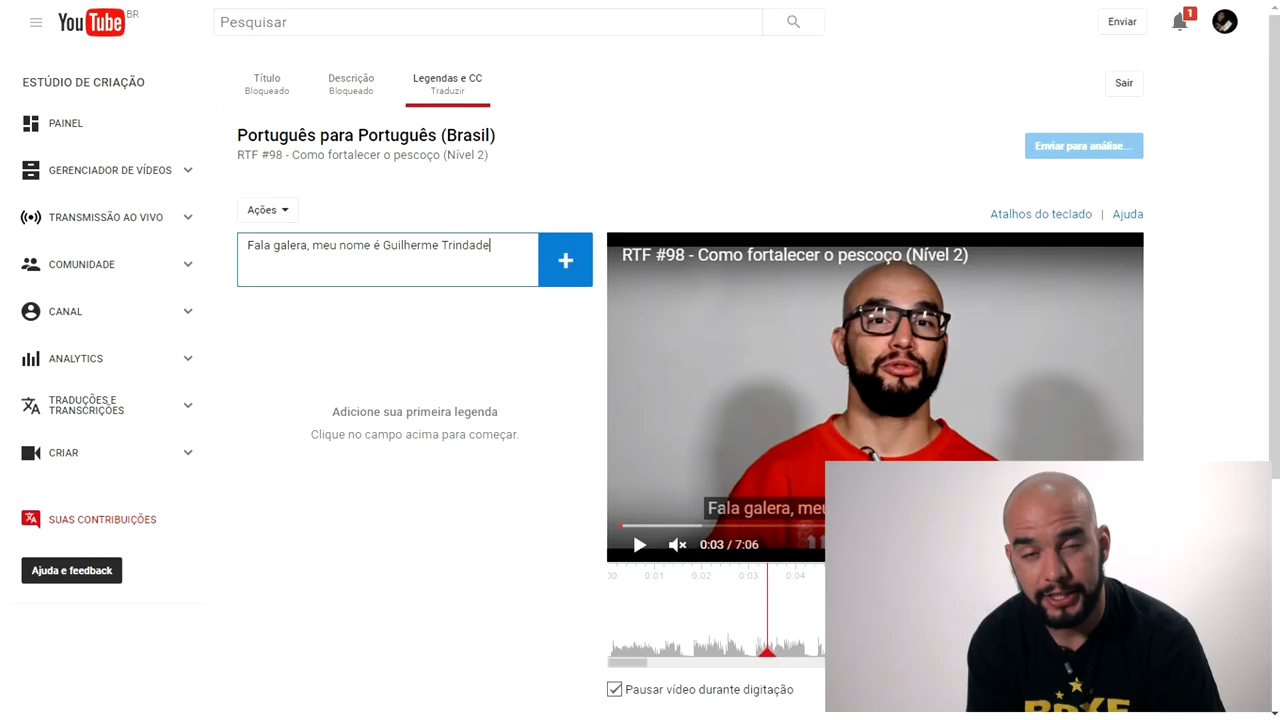 YouTube BR
Pesquisar
Enviar
1
ESTÚDIO DE CRIAÇÃO
PAINEL
GERENCIADOR DE VÍDEOS
TRANSMISSÃO AO VIVO
COMUNIDADE
CANAL
ANALYTICS
TRADUÇÕES E
TRANSCRIÇÕES
CRIAR
SUAS CONTRIBUIÇÕES
Ajuda e feedback
Título
Bloqueado
Descrição
Bloqueado
Legendas e CC
Traduzir
Sair
Português para Português (Brasil)
RTF #98 - Como fortalecer o pescoço (Nível 2)
Enviar para análise...
Ações
Atalhos do teclado | Ajuda
Fala galera, meu nome é Guilherme Trindade
+
Adicione sua primeira legenda
Clique no campo acima para começar.
RTF #98 - Como fortalecer o pescoço (Nível 2)
Fala galera, meu
0:03 / 7:06
:00 0:01 0:02 0:03 0:04
Pausar vídeo durante digitação